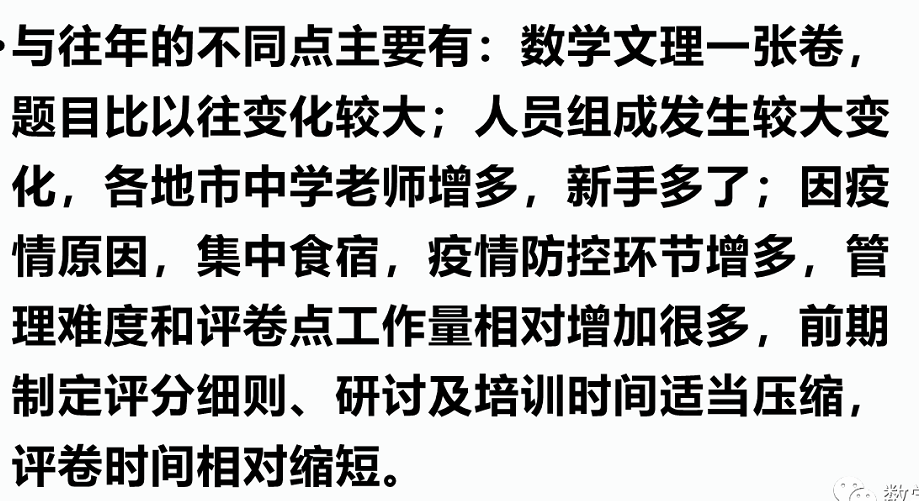 •与往年的不同点主要有：数学文理一张卷，
题目比以往变化较大；人员组成发生较大变
化，各地市中学老师增多，新手多了；因疫
情原因，集中食宿，疫情防控环节增多，管
理难度和评卷点工作量相对增加很多，前期
制定评分细则、研讨及培训时间适当压缩，
评卷时间相对缩短。